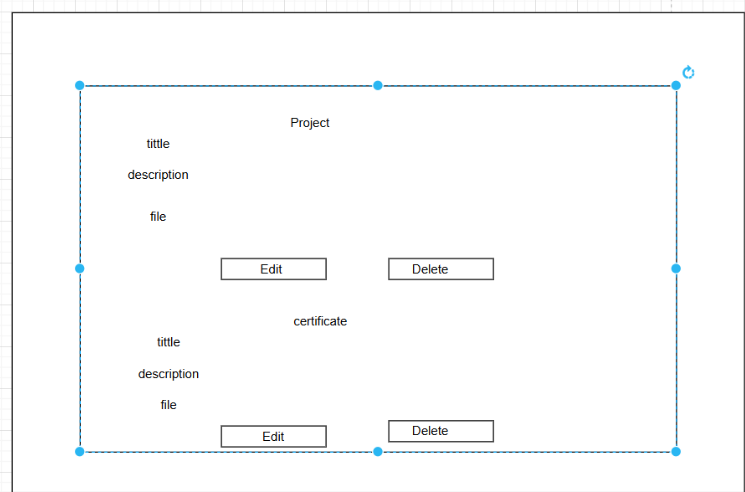 Project
tittle
description
file
Edit Delete
certificate
tittle
description
file
Edit Delete